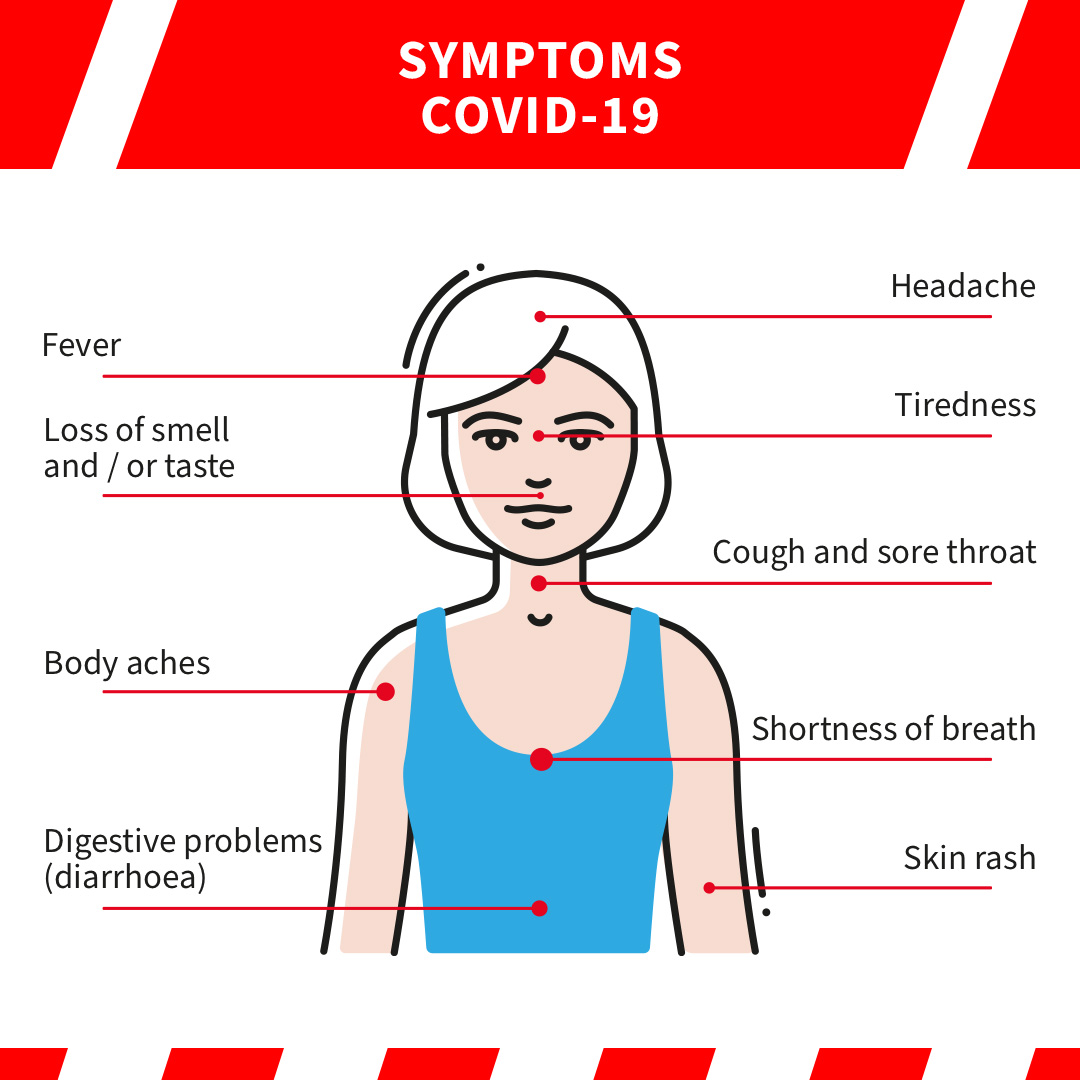 SYMPTOMS
COVID-19
Headache
Fever
Tiredness
Loss of smell
and / or taste
Cough and sore throat
Body aches
Shortness of breath
Digestive problems
(diarrhoea)
Skin rash